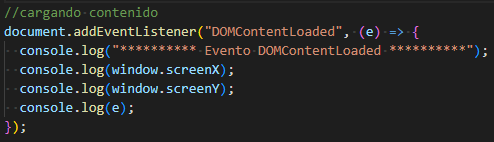 //cargando contenido
document.addEventListener("DOMContentLoaded", (e) => {
  console.log("********** Evento DOMContentLoaded **********");
  console.log(window.screenX);
  console.log(window.screenY);
  console.log(e);
});